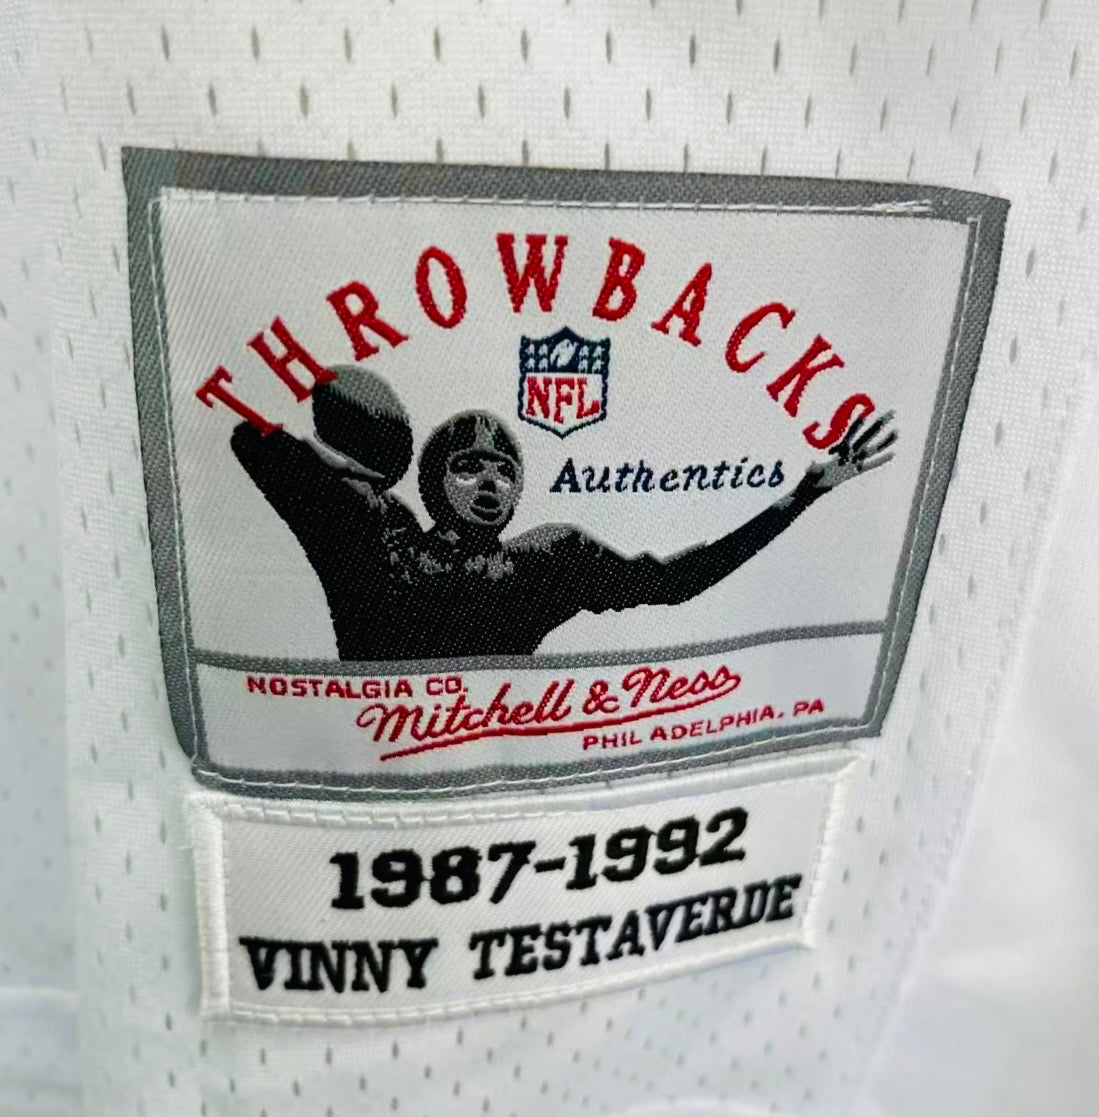 THROWBACKS
NFL
Authentics
NOSTALGIA CO.
Mitchell & Ness
PHILADELPHIA, PA
1987-1992
VINNY TESTAVERDE